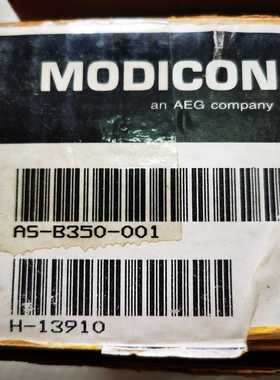 MODICON
an AEG company
AS-B350-001
H-13910